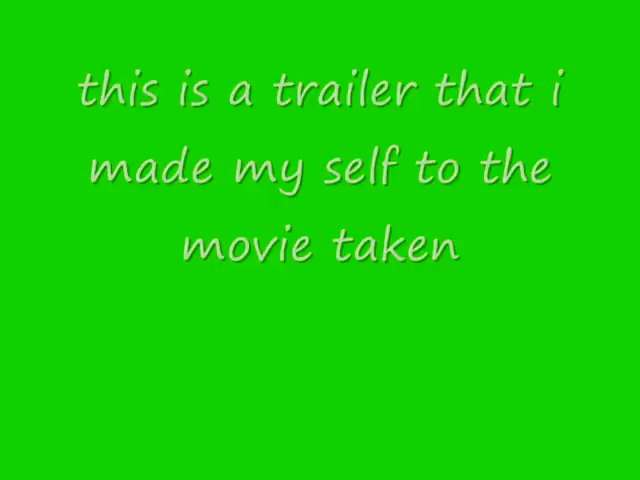 this is a trailer that i
made my self to the
movie taken